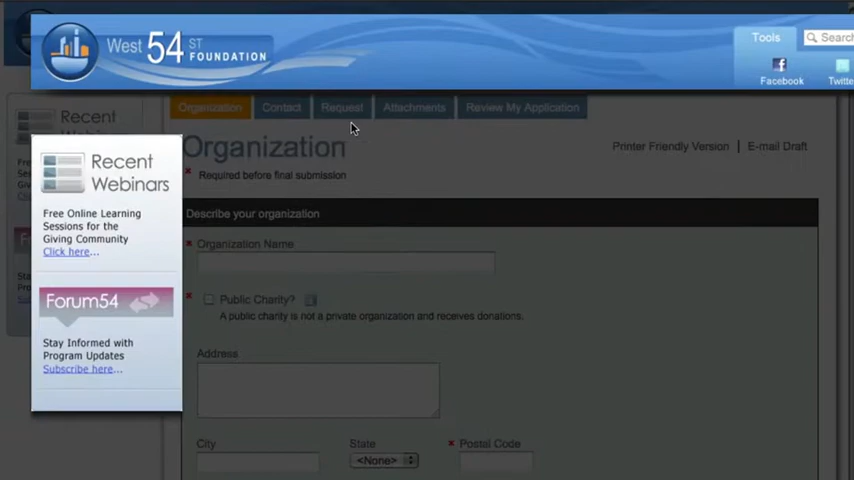 West 54 ST
FOUNDATION
Tools
Search
Facebook
Organization
Contact
Request
Attachments
Review My Application
Recent
Organization
Printer Friendly Version | E-mail Draft
Required before final submission
Recent
Webinars
Free Online Learning
Sessions for the
Giving Community
Click here...
Describe your organization
Organization Name
Public Charity?
A public charity is not a private organization and receives donations.
Forum54
Stay Informed with
Program Updates
Subscribe here...
Address
City
State
Postal Code
<None>